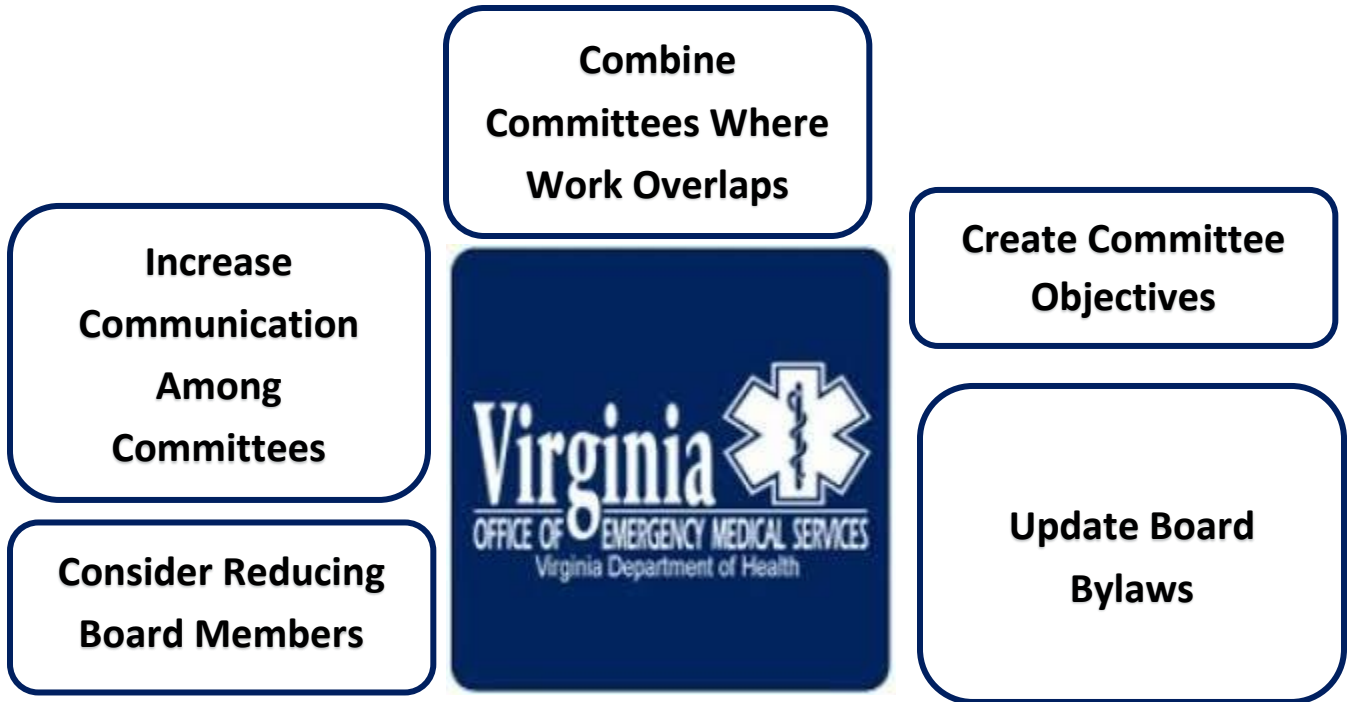 Combine
Committees Where
Work Overlaps
Increase
Communication
Among
Committees
Create Committee
Objectives
Virginia
OFFICE OF EMERGENCY MEDICAL SERVICES
Virginia Department of Health
Consider Reducing
Board Members
Update Board
Bylaws